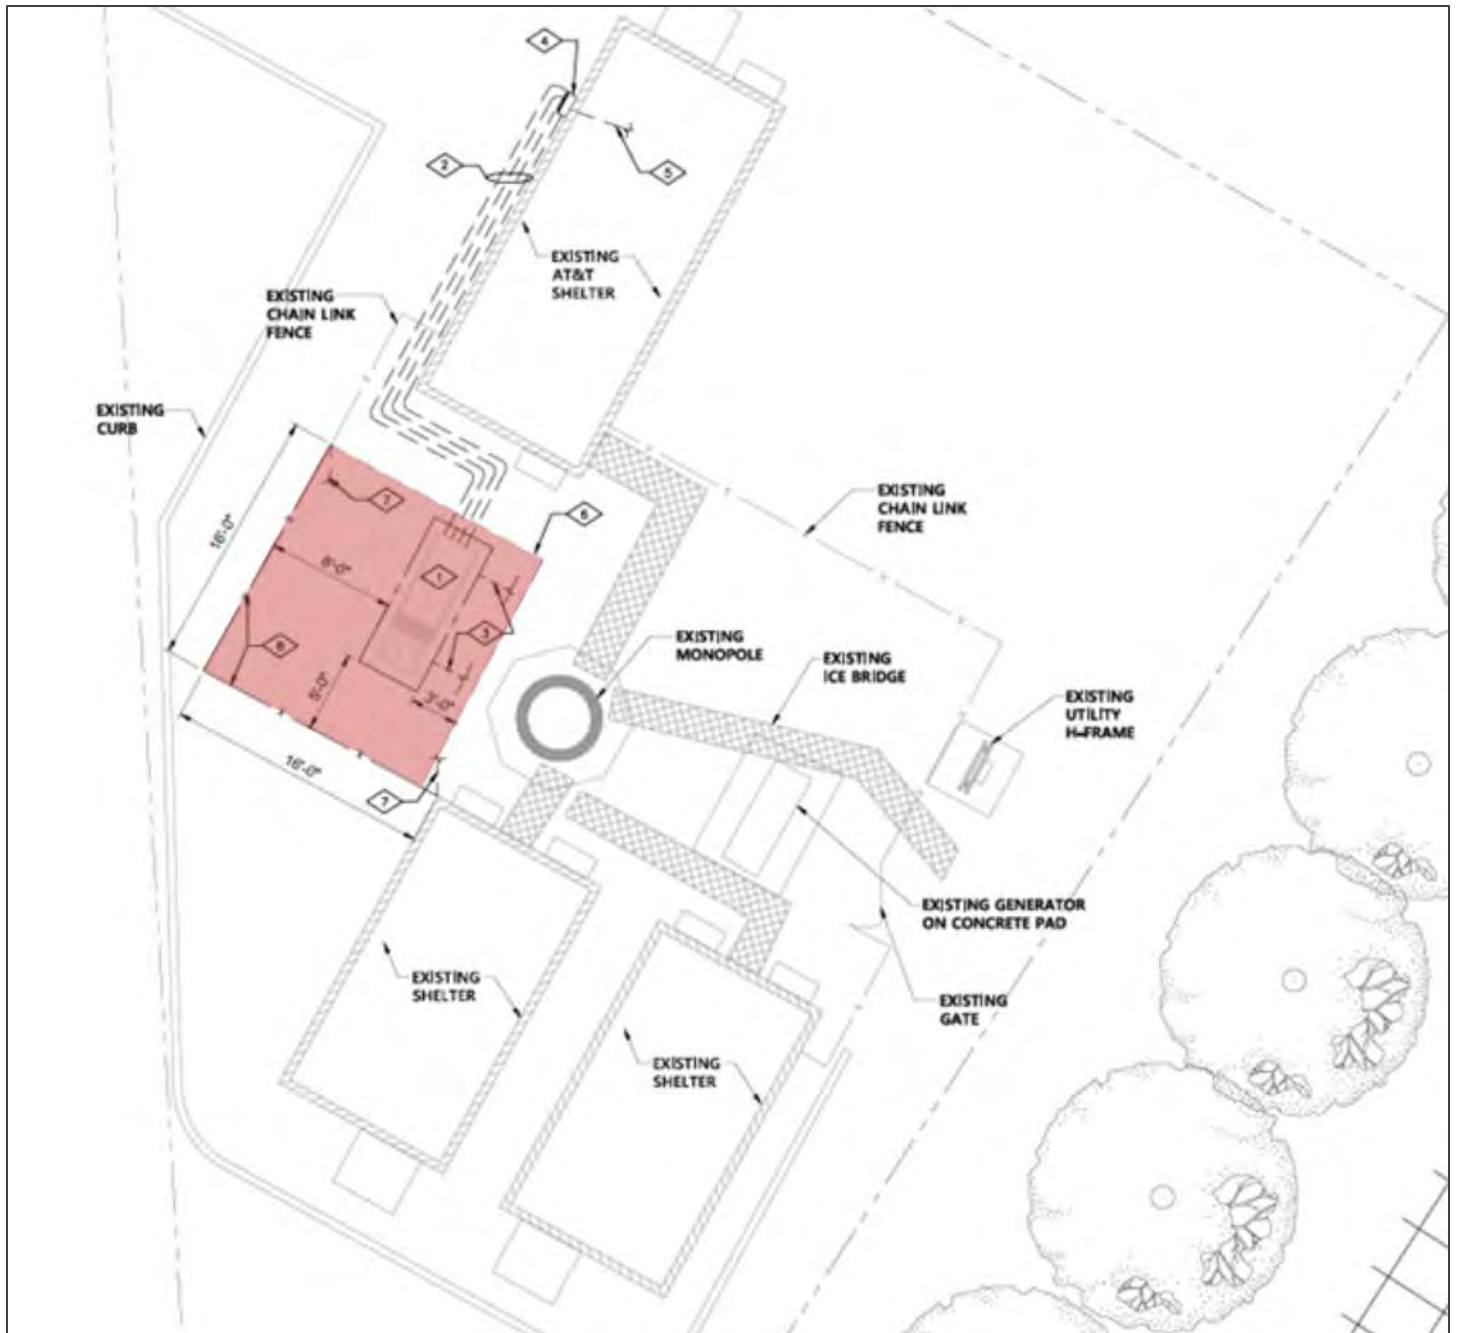 4
2
5
EXISTING
AT&T
SHELTER
EXISTING
CHAIN LINK
FENCE
EXISTING
CURB
EXISTING
CHAIN LINK
FENCE
7
6
16'-0"
8'-0"
1
3
6
5'-0"
3'-0"
EXISTING
MONOPOLE
EXISTING
ICE BRIDGE
EXISTING
UTILITY
H-FRAME
16'-0"
7
EXISTING GENERATOR
ON CONCRETE PAD
EXISTING
SHELTER
EXISTING
GATE
EXISTING
SHELTER